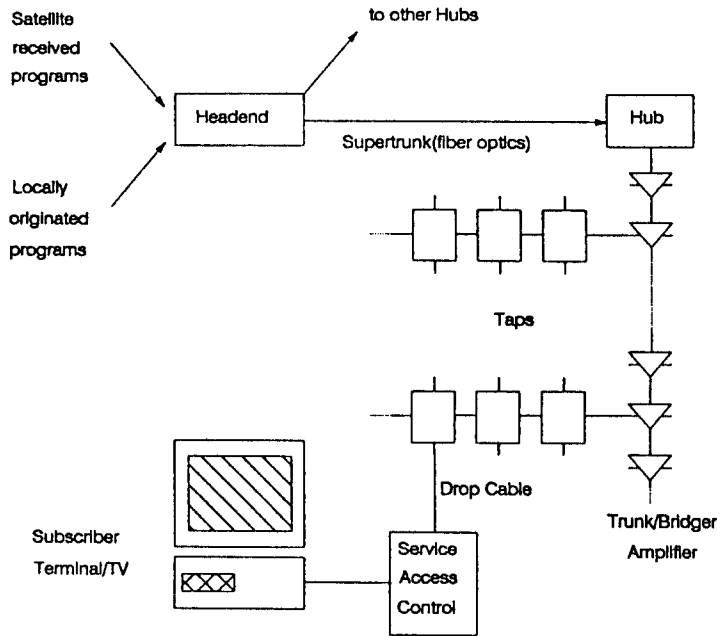 Satellite
received
programs
to other Hubs
Headend
Hub
Supertrunk(fiber optics)
Locally
originated
programs
Taps
Drop Cable
Trunk/Bridger
Amplifier
Subscriber
Terminal/TV
Service
Access
Control